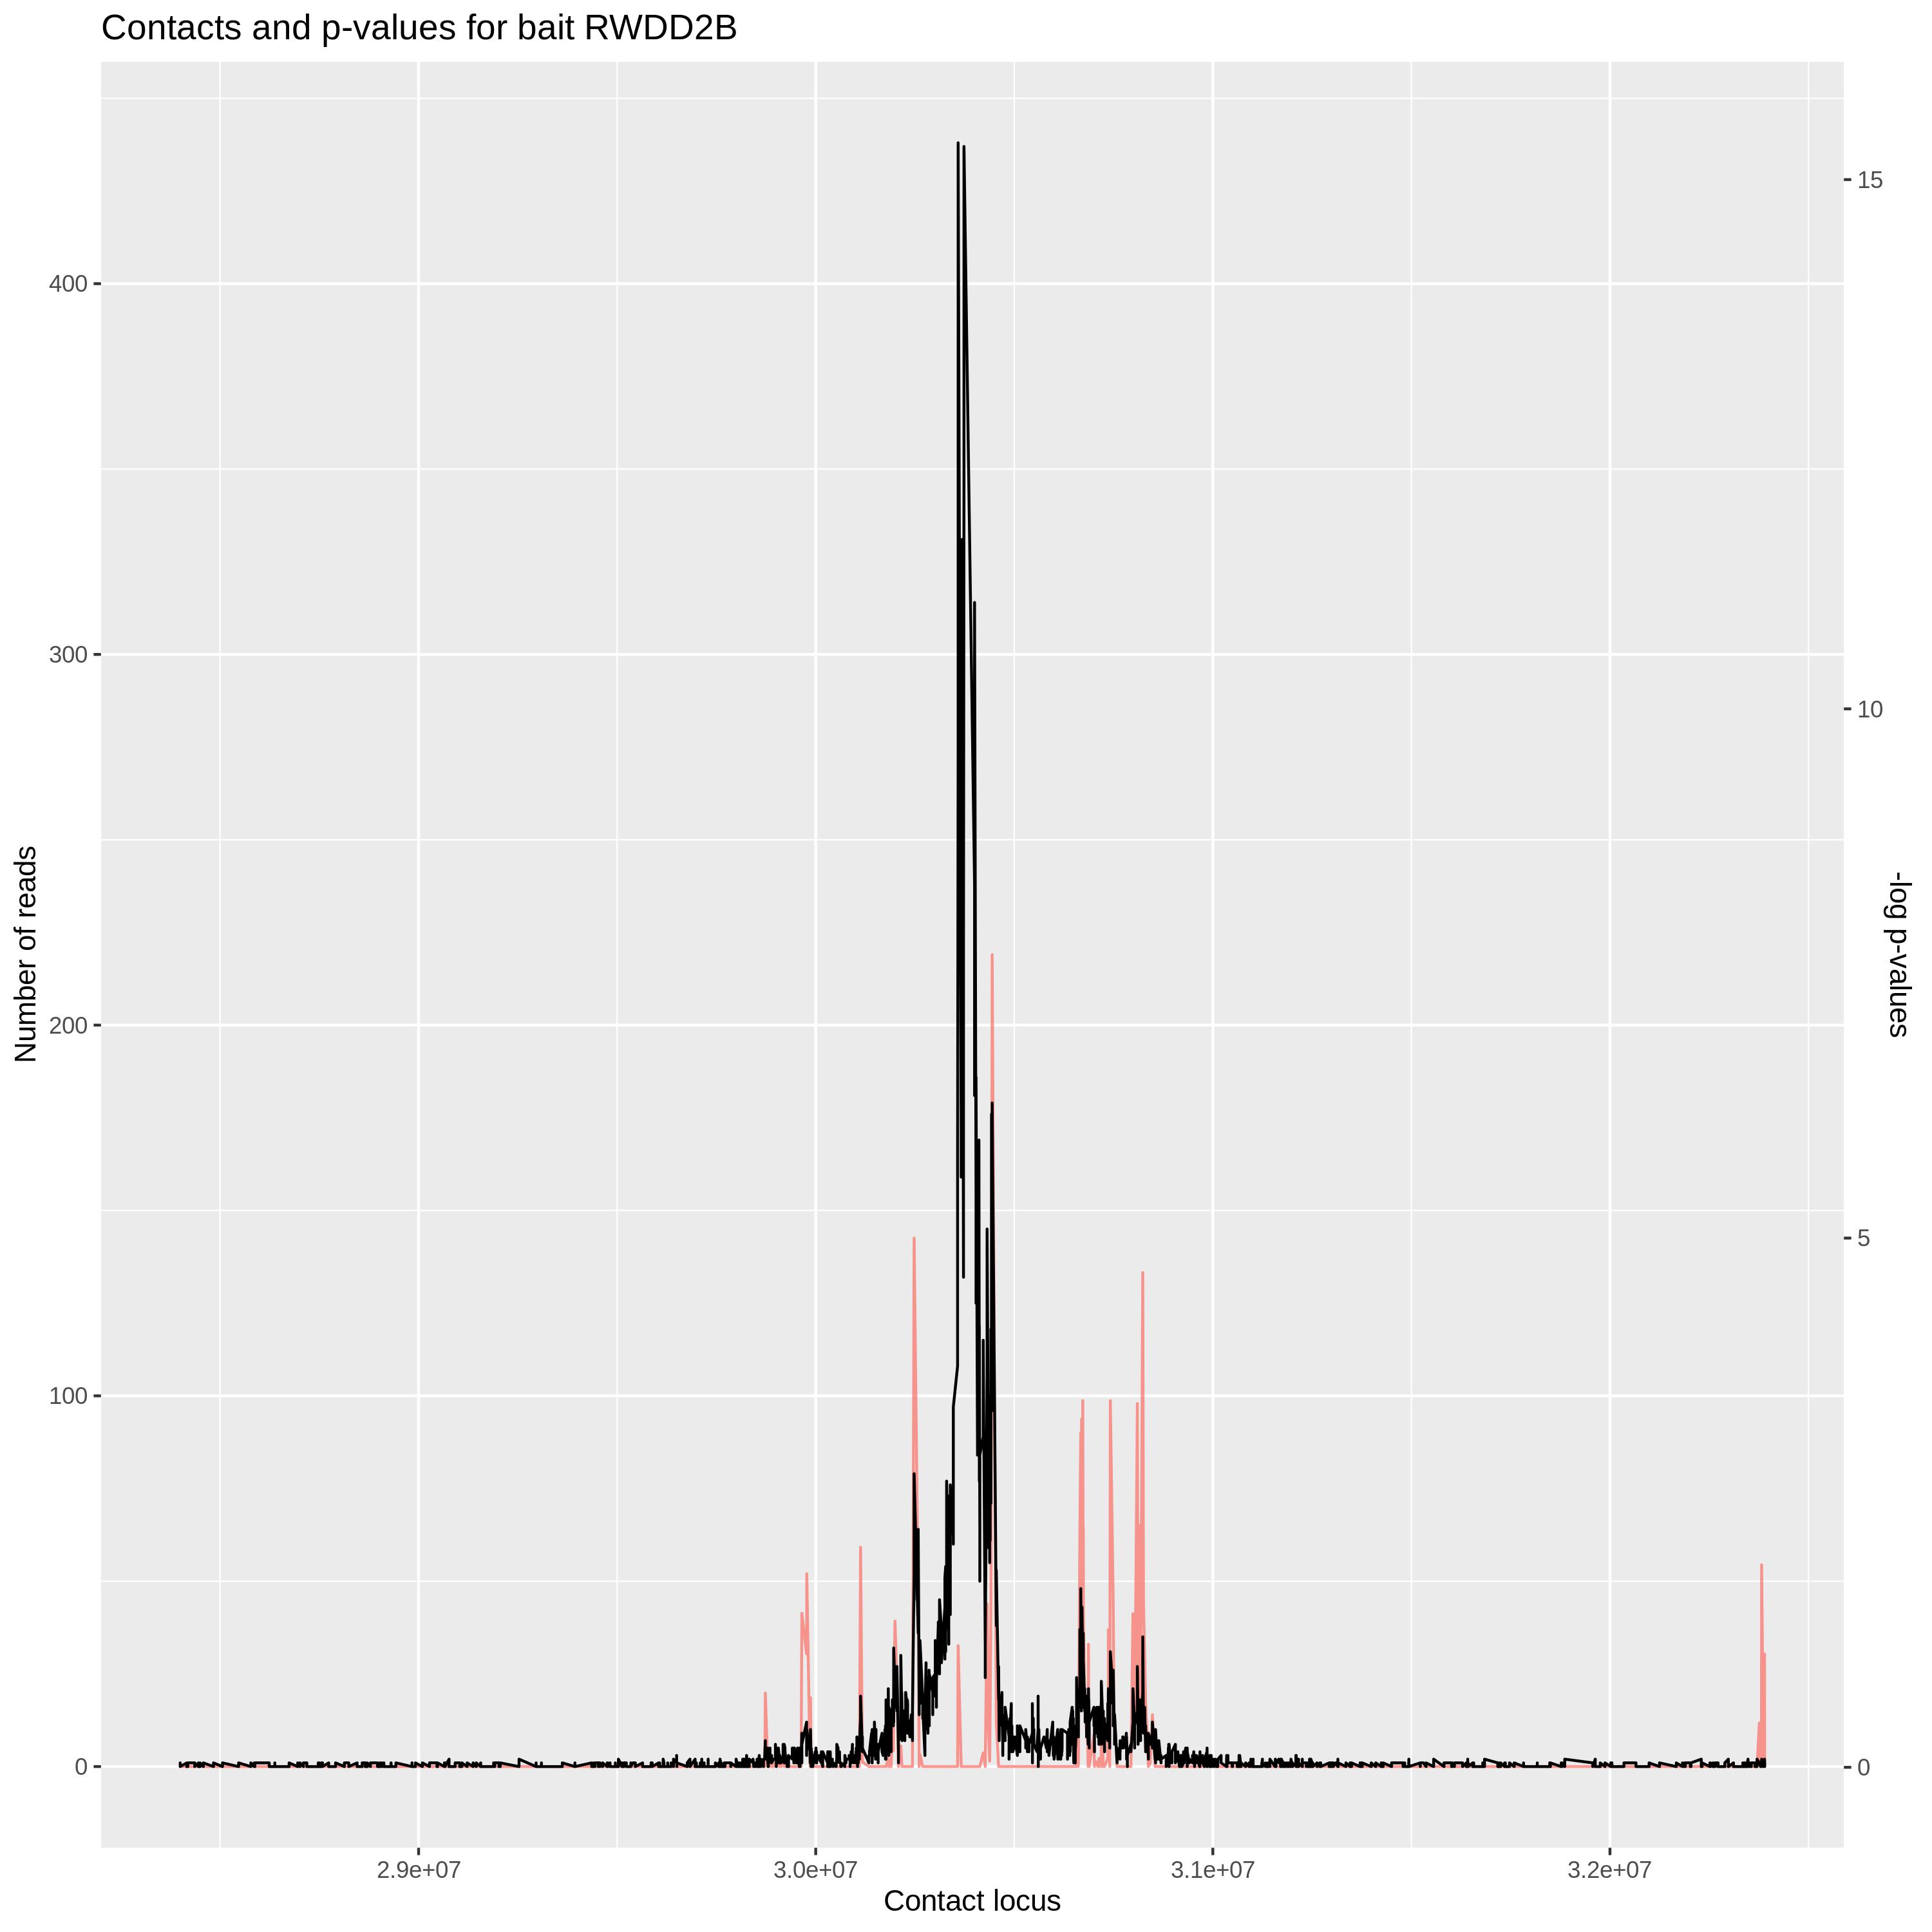 Contacts and p-values for bait RWDD2B
Number of reads
400
300
200
100
0
15
10
5
0
-log p-values
2.9e+07
3.0e+07
3.1e+07
3.2e+07
Contact locus